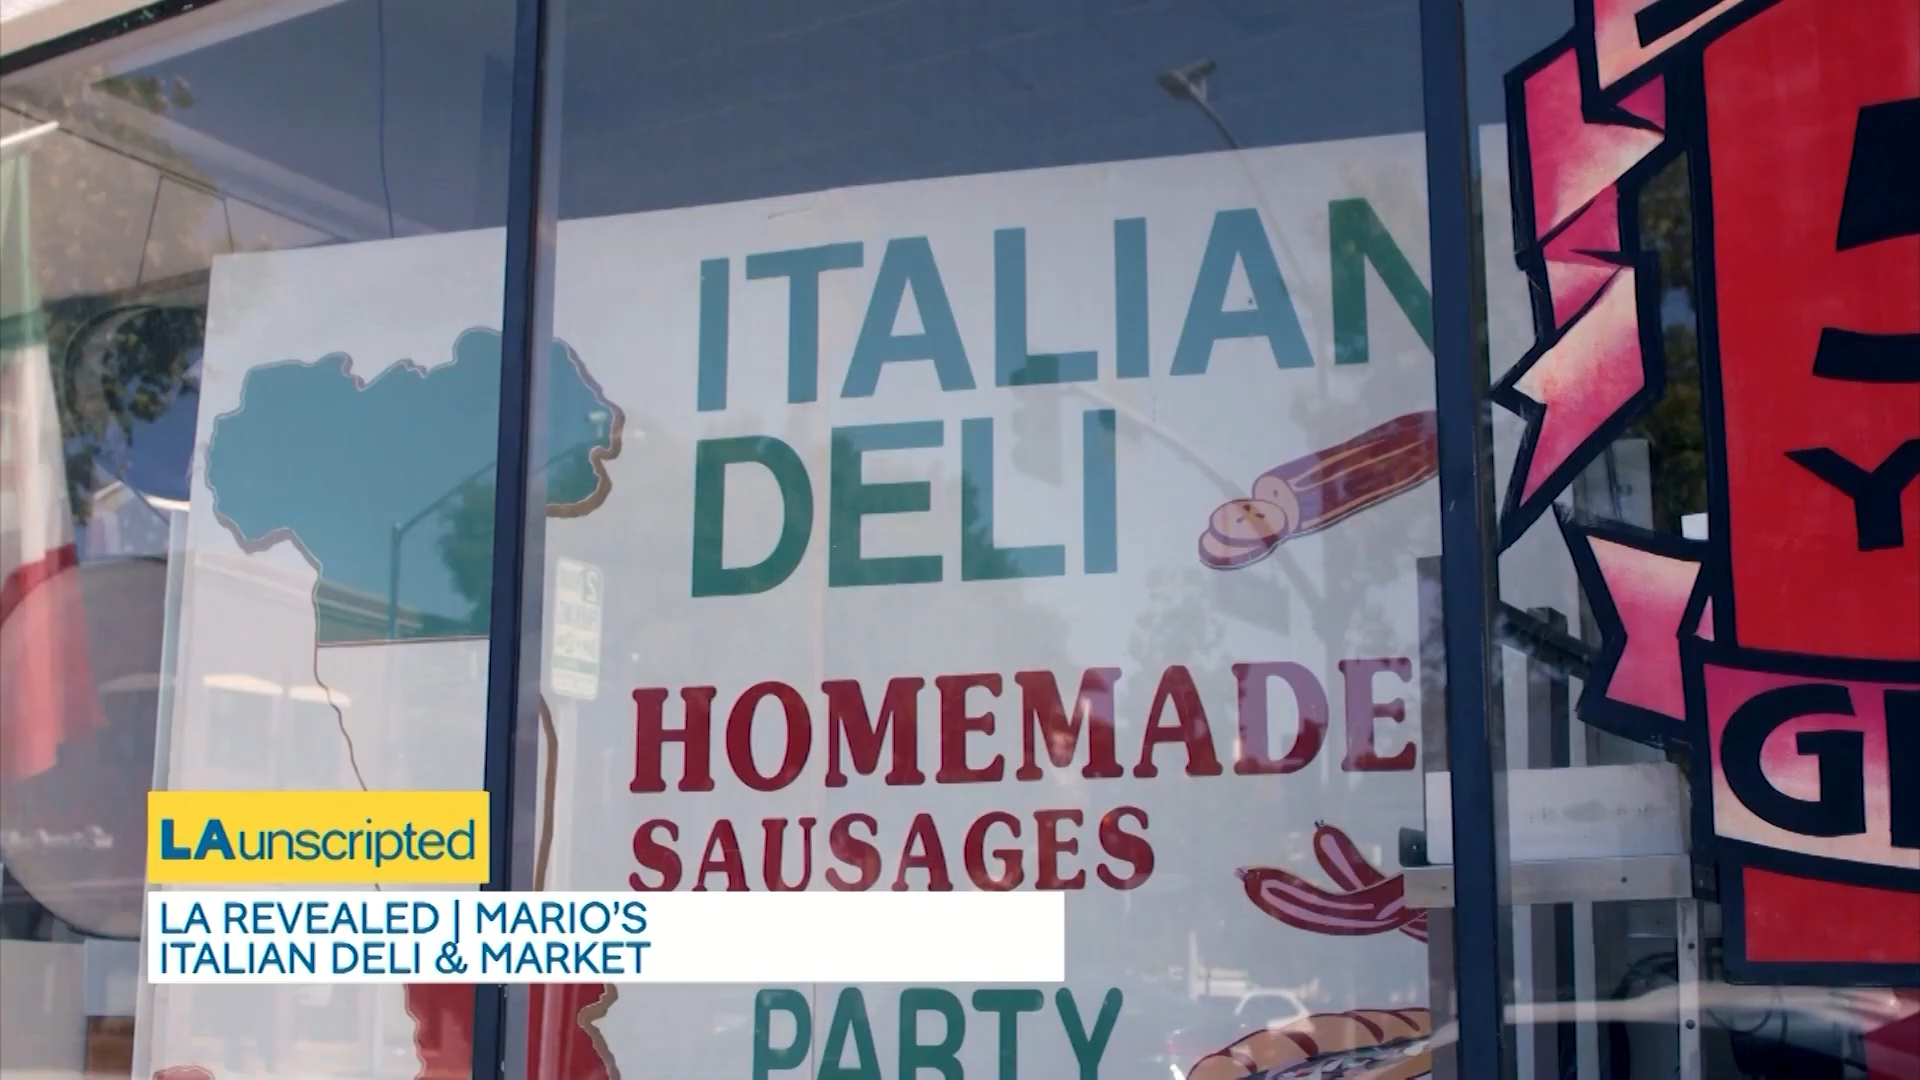 ITALIAN
DELI
HOMEMADE
SAUSAGES
PARTY
LAunscripted
LA REVEALED | MARIO'S
ITALIAN DELI & MARKET